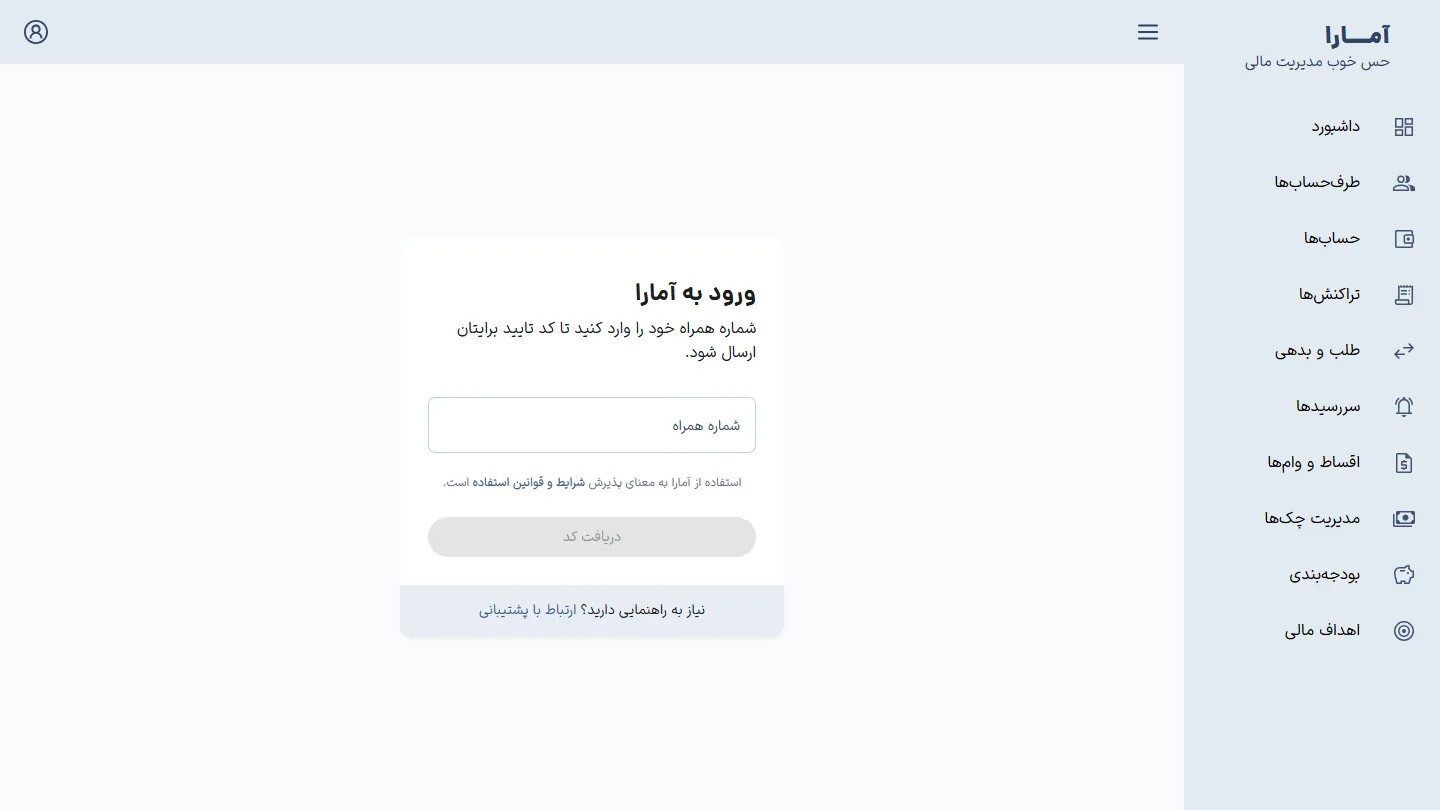 آمـــارا
حس خوب مدیریت مالی
داشبورد
طرف‌حساب‌ها
حساب‌ها
تراکنش‌ها
طلب و بدهی
سررسیدها
اقساط و وام‌ها
مدیریت چک‌ها
بودجه‌بندی
اهداف مالی
ورود به آمارا
شماره همراه خود را وارد کنید تا کد تایید برایتان
ارسال شود.
شماره همراه
استفاده از آمارا به معنای پذیرش شرایط و قوانین استفاده است.
دریافت کد
نیاز به راهنمایی دارید؟ ارتباط با پشتیبانی